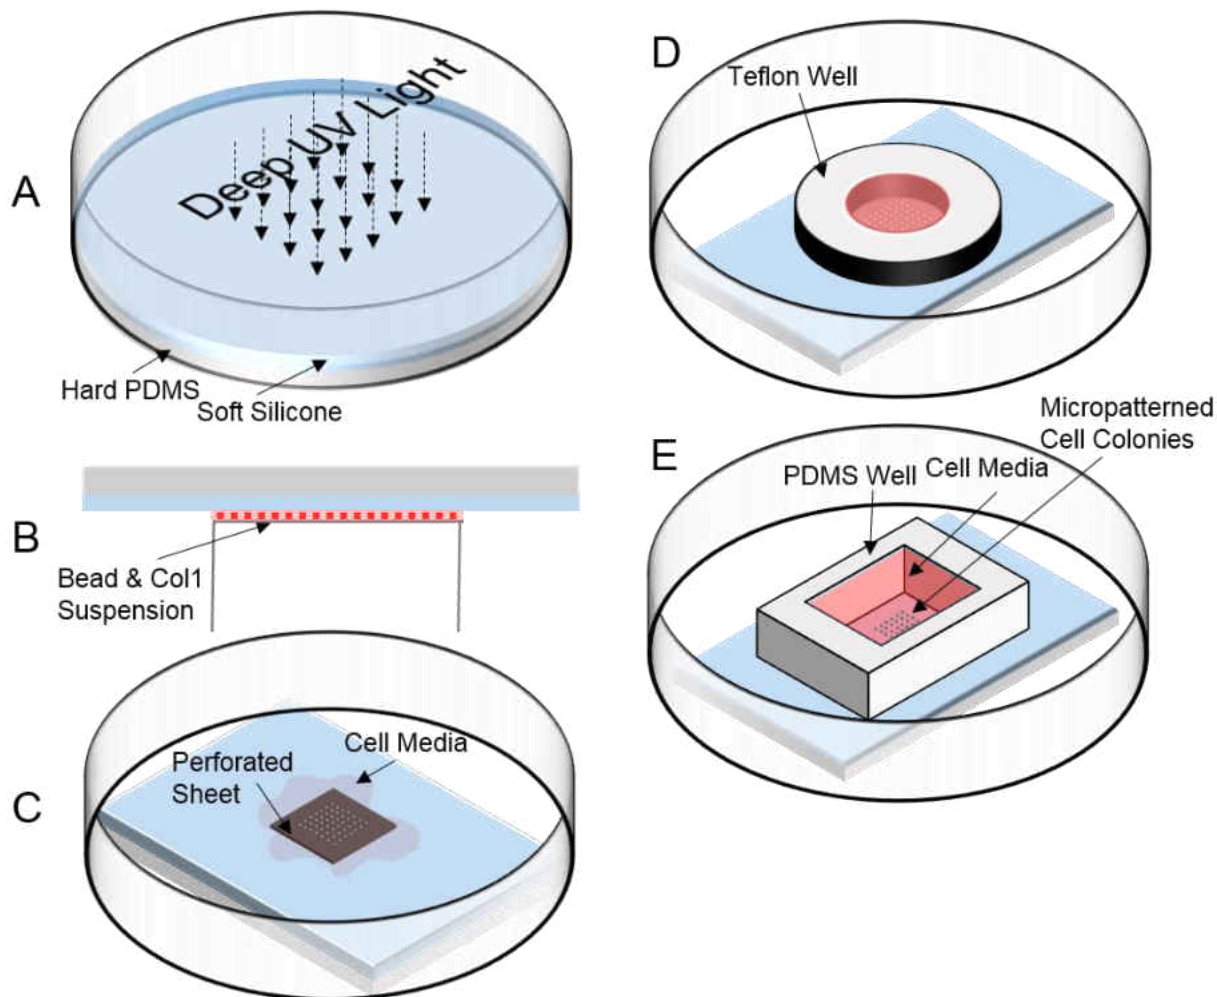 A
Deep UV Light
Hard PDMS
Soft Silicone
B
Bead & Col1
Suspension
C
Perforated
Sheet
Cell Media
D
Teflon Well
E
Micropatterned
Cell Colonies
PDMS Well
Cell Media